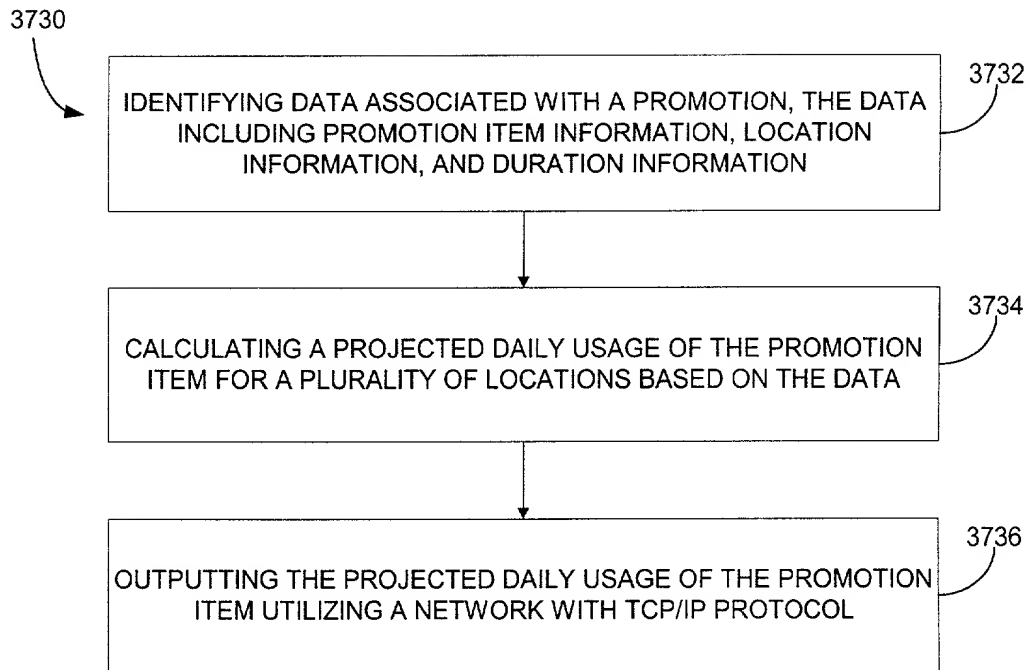 3730
3732
IDENTIFYING DATA ASSOCIATED WITH A PROMOTION, THE DATA
INCLUDING PROMOTION ITEM INFORMATION, LOCATION
INFORMATION, AND DURATION INFORMATION
3734
CALCULATING A PROJECTED DAILY USAGE OF THE PROMOTION
ITEM FOR A PLURALITY OF LOCATIONS BASED ON THE DATA
3736
OUTPUTTING THE PROJECTED DAILY USAGE OF THE PROMOTION
ITEM UTILIZING A NETWORK WITH TCP/IP PROTOCOL